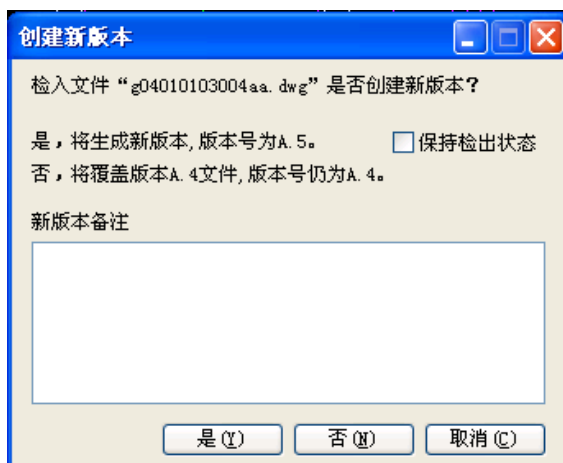 创建新版本
检入文件“g04010103004aa.dwg”是否创建新版本？
是，将生成新版本,版本号为A.5。
保持检出状态
否，将覆盖版本A.4文件,版本号仍为A.4。
新版本备注
是(Y)
否(N)
取消(C)